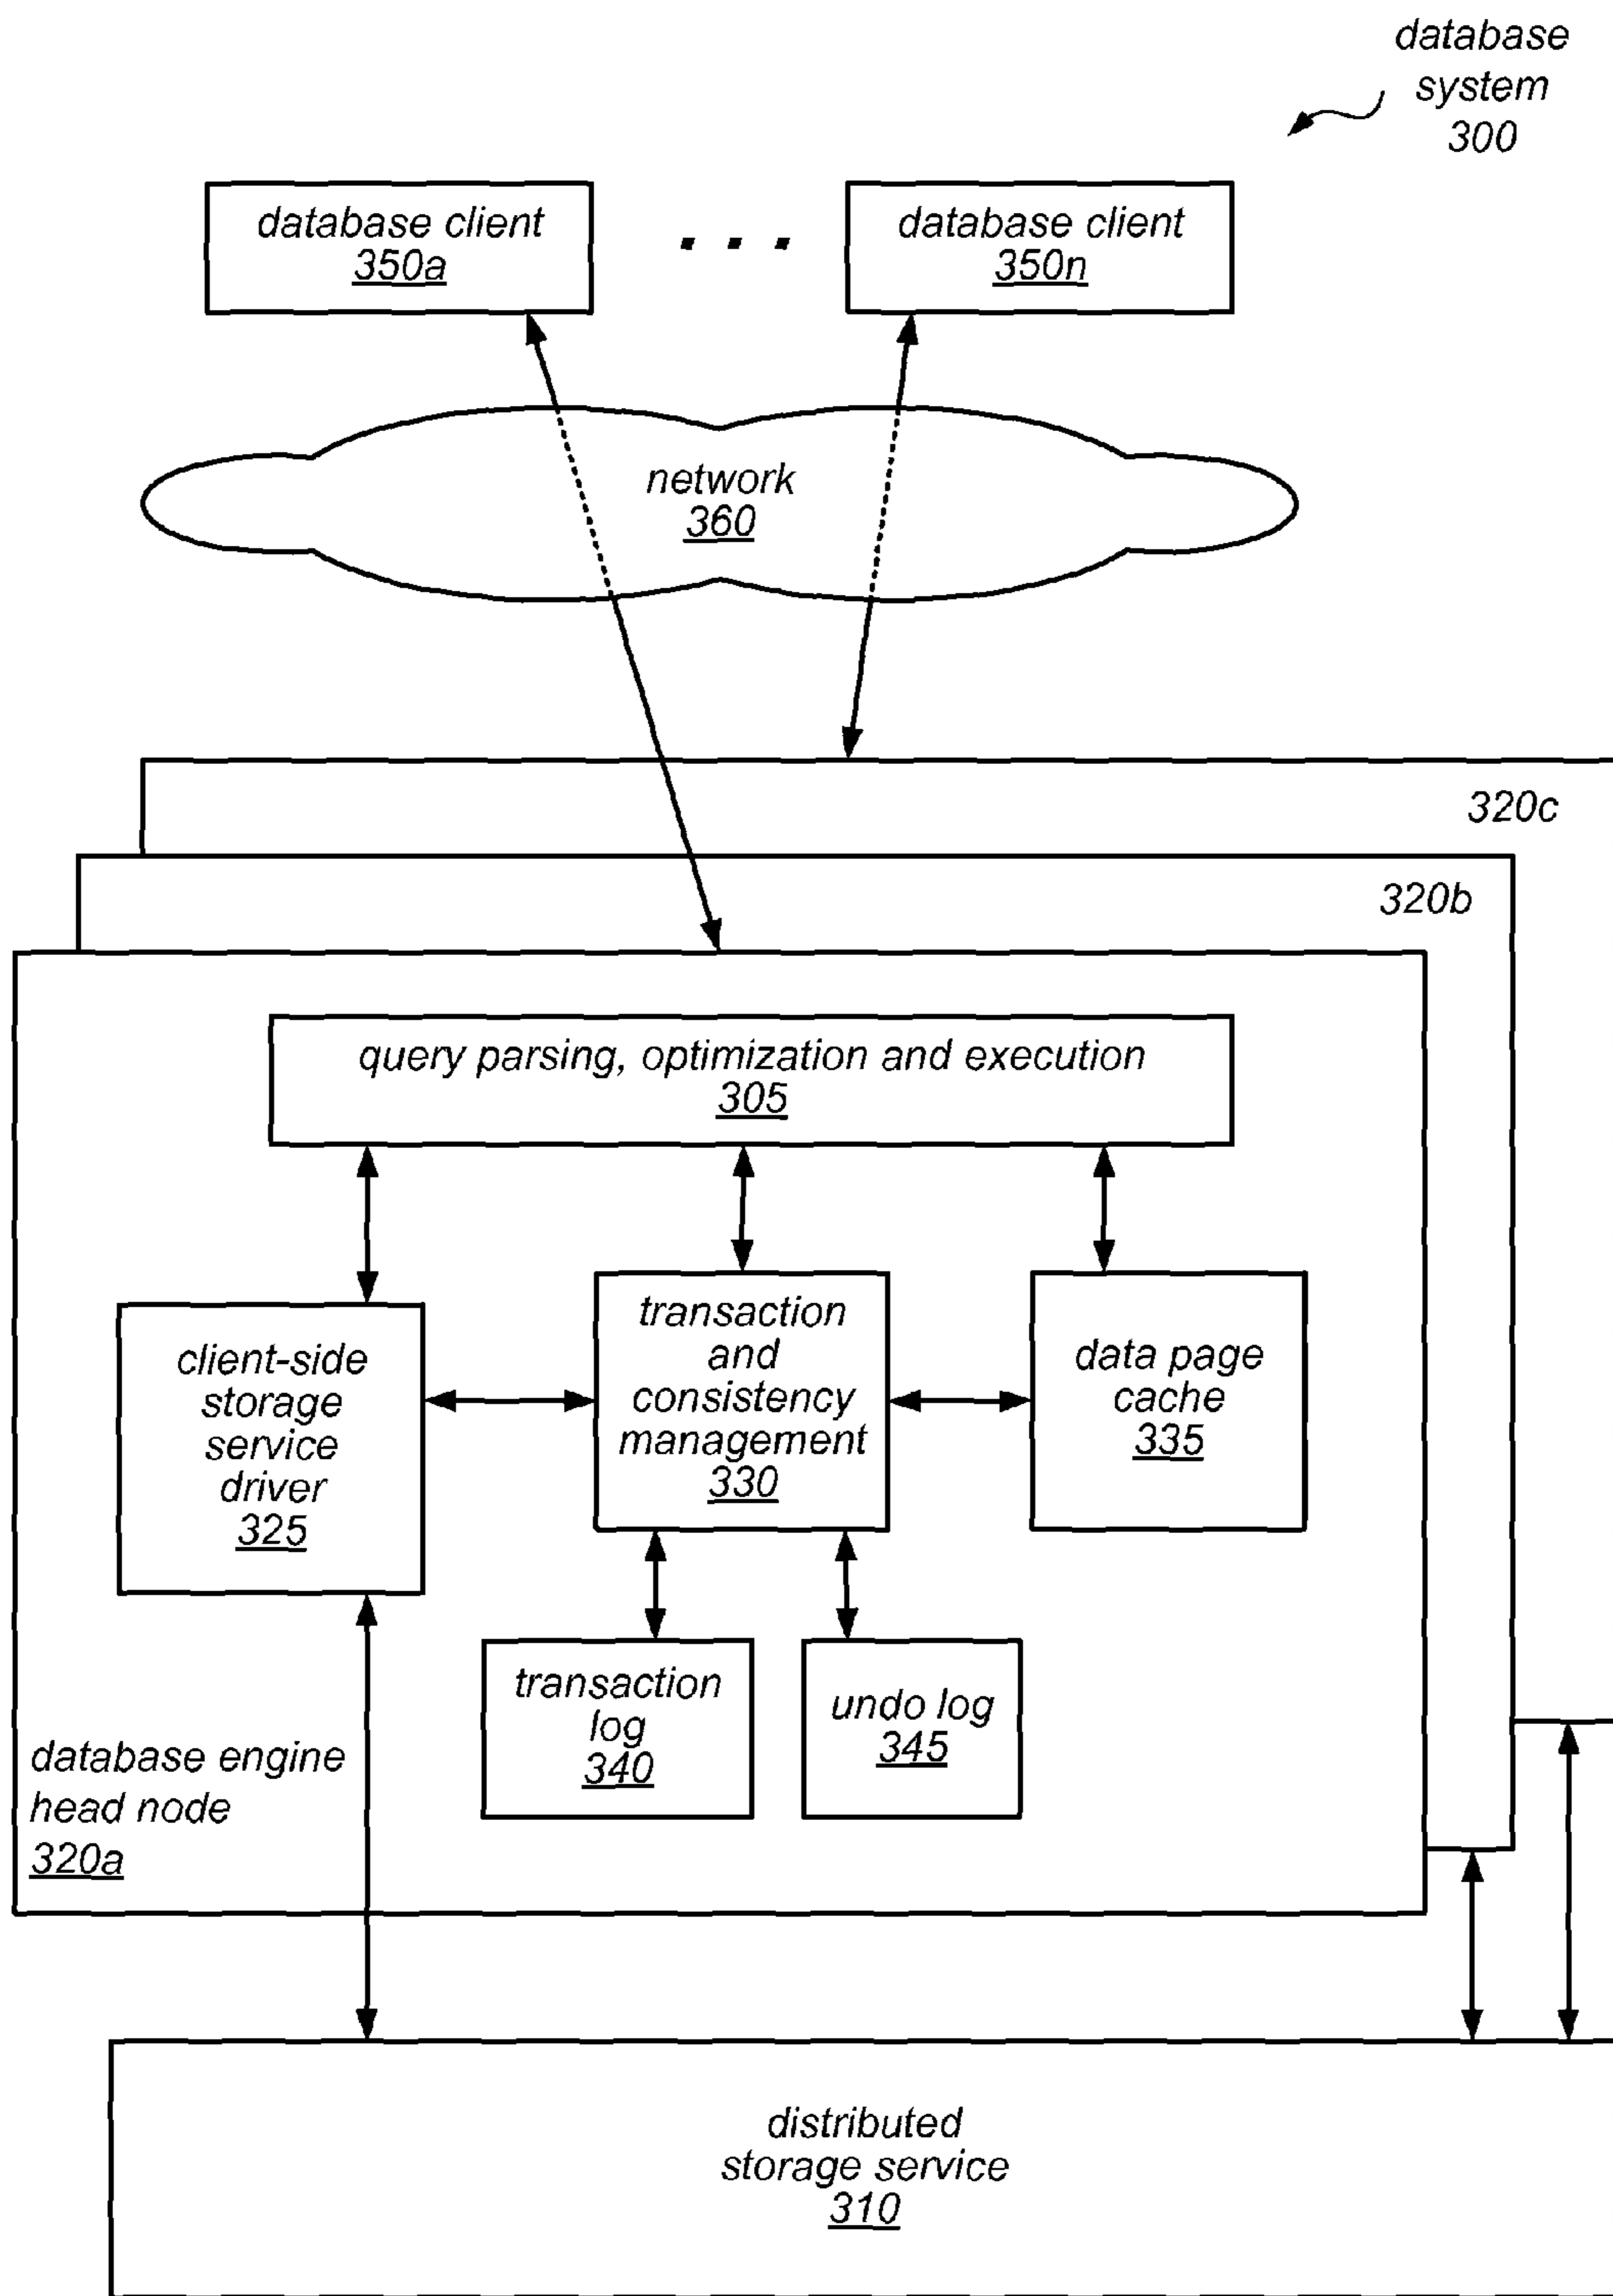 database
system
300
database client
350a
database client
350n
network
360
320c
320b
query parsing, optimization and execution
305
client-side
storage
service
driver
325
transaction
and
consistency
management
330
data page
cache
335
transaction
log
340
undo log
345
database engine
head node
320a
distributed
storage service
310